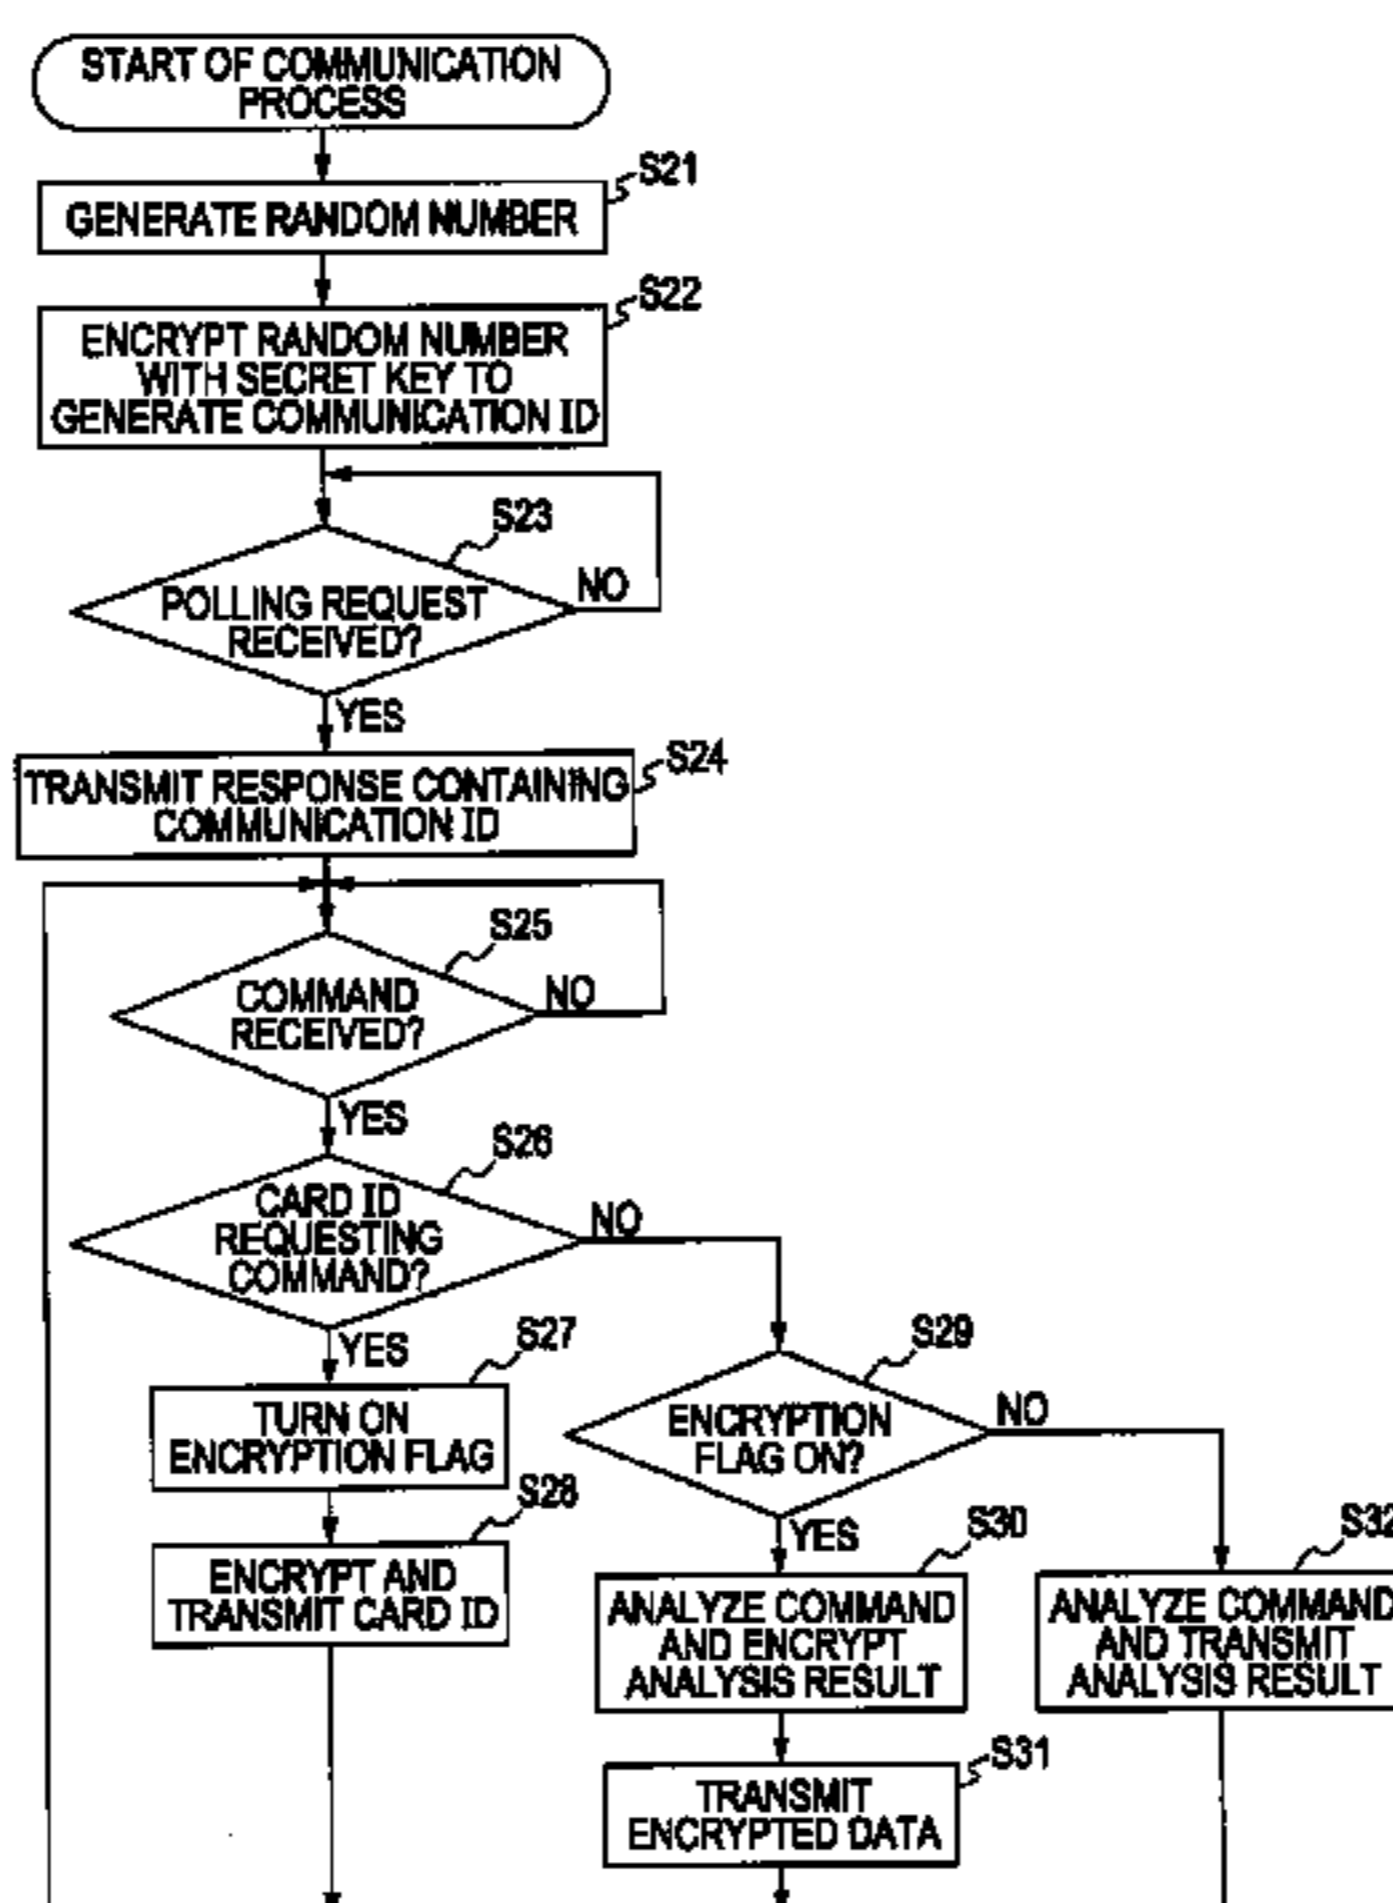 START OF COMMUNICATION
PROCESS
S21
GENERATE RANDOM NUMBER
S22
ENCRYPT RANDOM NUMBER
WITH SECRET KEY TO
GENERATE COMMUNICATION ID
S23
POLLING REQUEST
RECEIVED?
NO
YES
S24
TRANSMIT RESPONSE CONTAINING
COMMUNICATION ID
S25
COMMAND
RECEIVED?
NO
YES
S26
CARD ID
REQUESTING
COMMAND?
NO
YES
S27
TURN ON
ENCRYPTION FLAG
S28
ENCRYPT AND
TRANSMIT CARD ID
S29
ENCRYPTION
FLAG ON?
NO
YES
S30
ANALYZE COMMAND
AND ENCRYPT
ANALYSIS RESULT
S31
TRANSMIT
ENCRYPTED DATA
S32
ANALYZE COMMAND
AND TRANSMIT
ANALYSIS RESULT